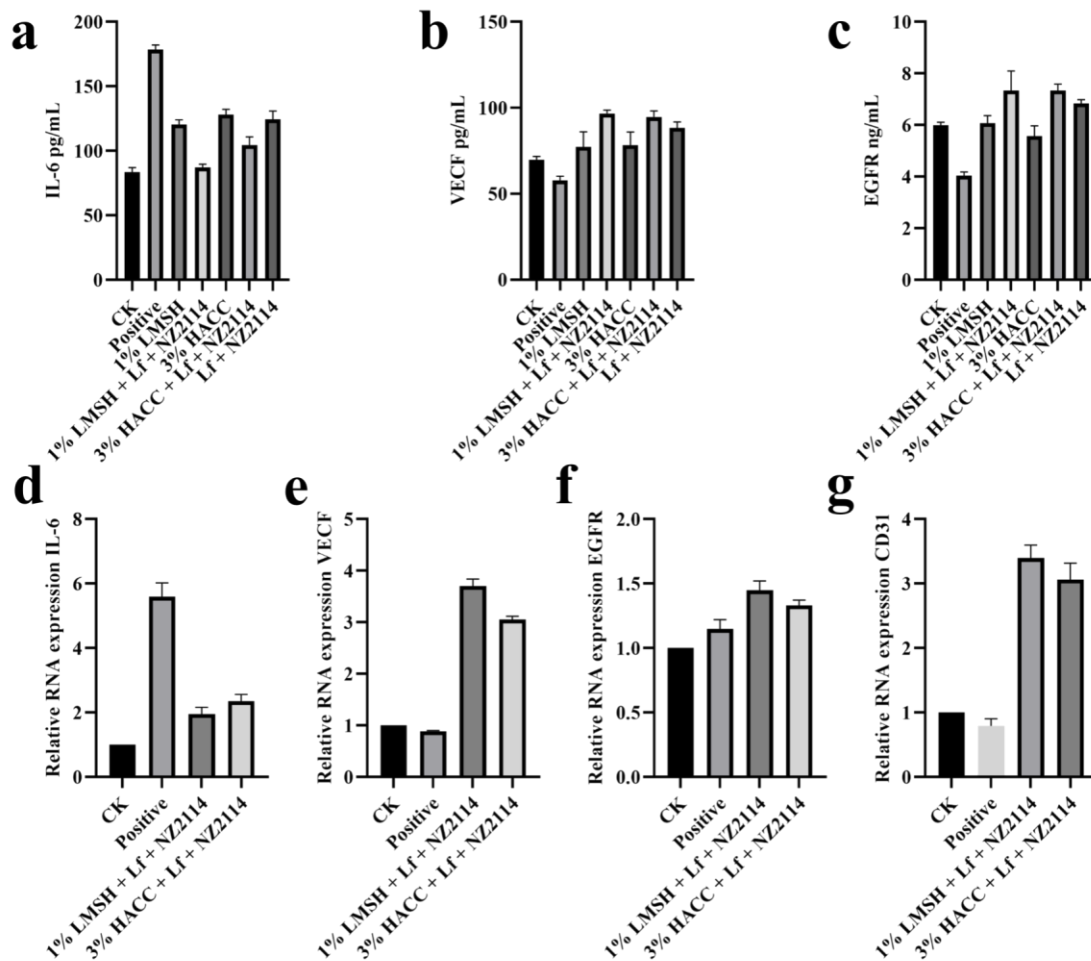 a
IL-6 pg/mL
200
150
100
50
0
CK
Positive
1% LMSH
1% LMSH + Lf + NZ2114
3% HACC
3% HACC + Lf + NZ2114
Lf + NZ2114
b
VECF pg/mL
150
100
50
0
CK
Positive
1% LMSH
1% LMSH + Lf + NZ2114
3% HACC
3% HACC + Lf + NZ2114
Lf + NZ2114
c
EGFR ng/mL
10
8
6
4
2
0
CK
Positive
1% LMSH
1% LMSH + Lf + NZ2114
3% HACC
3% HACC + Lf + NZ2114
Lf + NZ2114
d
Relative RNA expression IL-6
8
6
4
2
0
CK
Positive
1% LMSH + Lf + NZ2114
3% HACC + Lf + NZ2114
e
Relative RNA expression VECF
5
4
3
2
1
0
CK
Positive
1% LMSH + Lf + NZ2114
3% HACC + Lf + NZ2114
f
Relative RNA expression EGFR
2.0
1.5
1.0
0.5
0.0
CK
Positive
1% LMSH + Lf + NZ2114
3% HACC + Lf + NZ2114
g
Relative RNA expression CD31
4
3
2
1
0
CK
Positive
1% LMSH + Lf + NZ2114
3% HACC + Lf + NZ2114